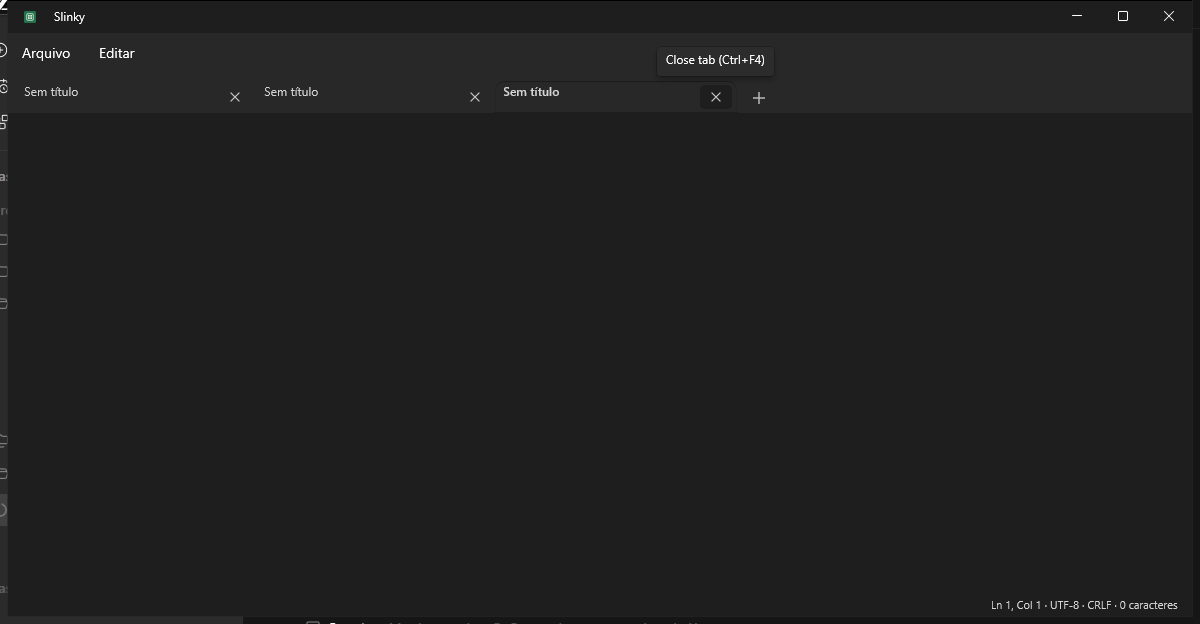 Slinky
Arquivo Editar
Close tab (Ctrl+F4)
Sem título Sem título Sem título
Ln 1, Col 1 · UTF-8 · CRLF · 0 caracteres